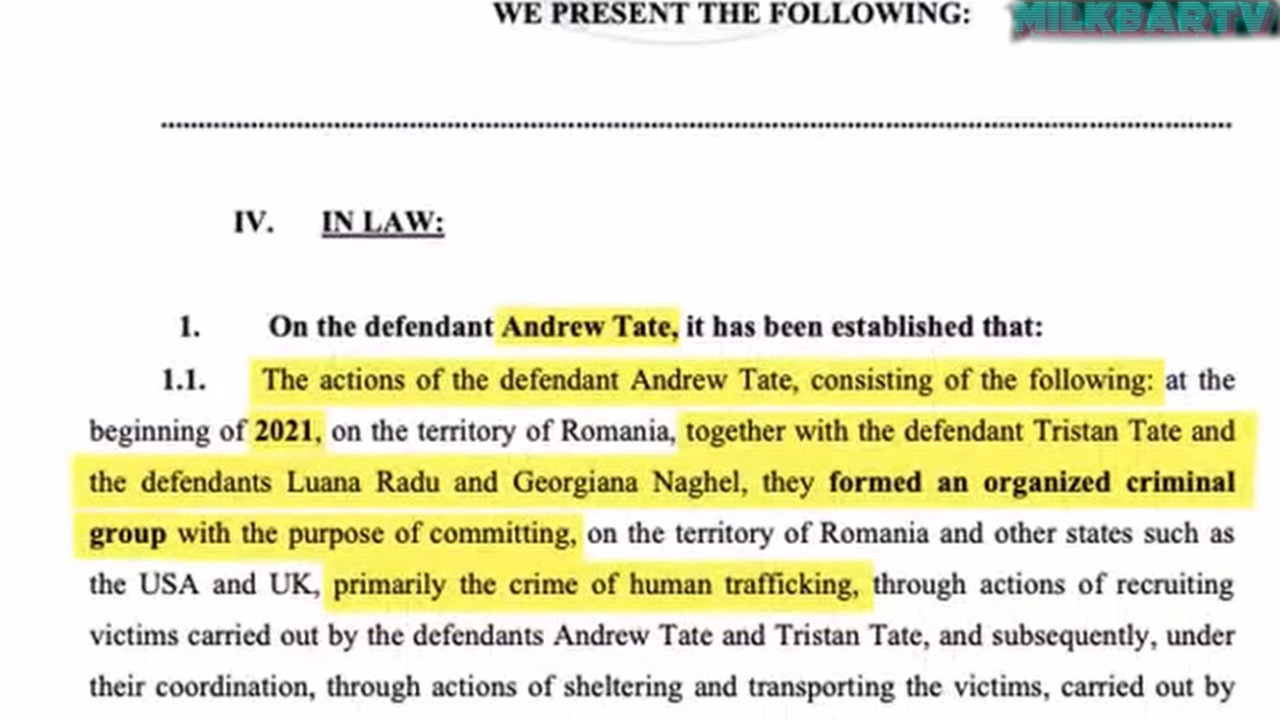 WE PRESENT THE FOLLOWING:
MILKBARTV
IV. IN LAW:
1. On the defendant Andrew Tate, it has been established that:
1.1. The actions of the defendant Andrew Tate, consisting of the following: at the
beginning of 2021, on the territory of Romania, together with the defendant Tristan Tate and
the defendants Luana Radu and Georgiana Naghel, they formed an organized criminal
group with the purpose of committing, on the territory of Romania and other states such as
the USA and UK, primarily the crime of human trafficking, through actions of recruiting
victims carried out by the defendants Andrew Tate and Tristan Tate, and subsequently, under
their coordination, through actions of sheltering and transporting the victims, carried out by